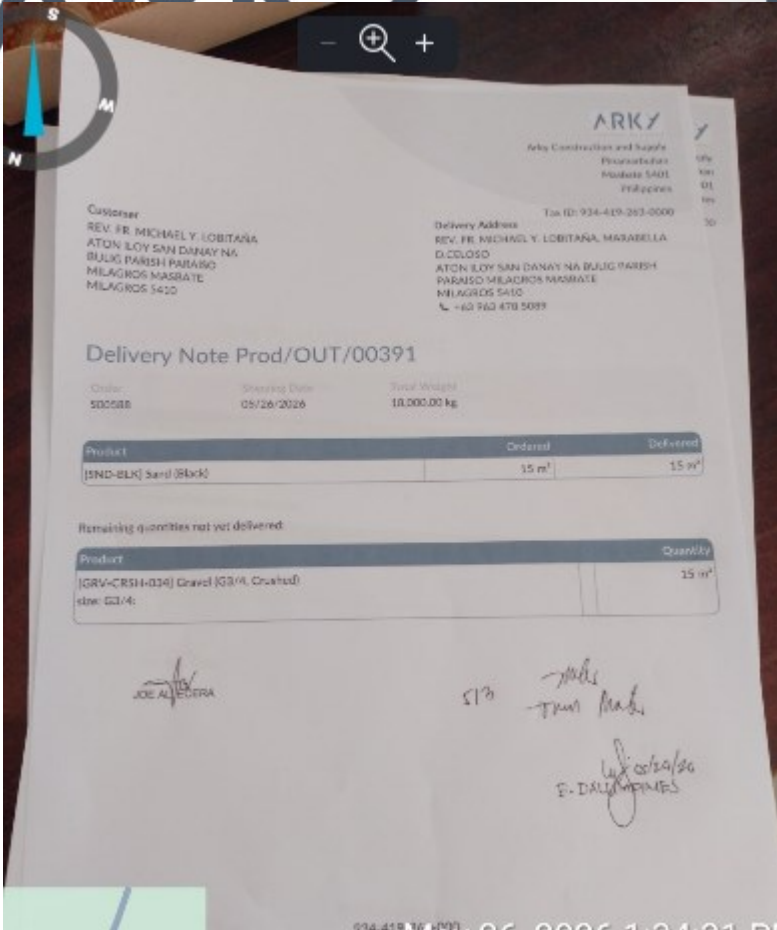 S
W
N
ARKY
Arky Construction and Supply
Masbate 5401
Philippines
Tax ID: 934-419-263-0000
Customer
REV. FR. MICHAEL Y. LOBITAÑA
ATON ILOY SAN DANAY NA
BULIG PARISH PARAISO
MILAGROS MASBATE
MILAGROS 5410
Delivery Address
REV. FR. MICHAEL Y. LOBITAÑA, MARABELLA
D.CELOSO
ATON ILOY SAN DANAY NA BULIG PARISH
PARAISO MILAGROS MASBATE
MILAGROS 5410
+63 963 478 5089
Delivery Note Prod/OUT/00391
Order
Shipping Date
Total Weight
S00588
05/26/2026
18,000.00 kg
Product Ordered Delivered
[SND-BLK] Sand (Black) 15 m³ 15 m³
Remaining quantities not yet delivered:
Product Quantity
[GRV-CRSH-034] Gravel (G3/4, Crushed) 15 m³
size: G3/4:
JOE
513